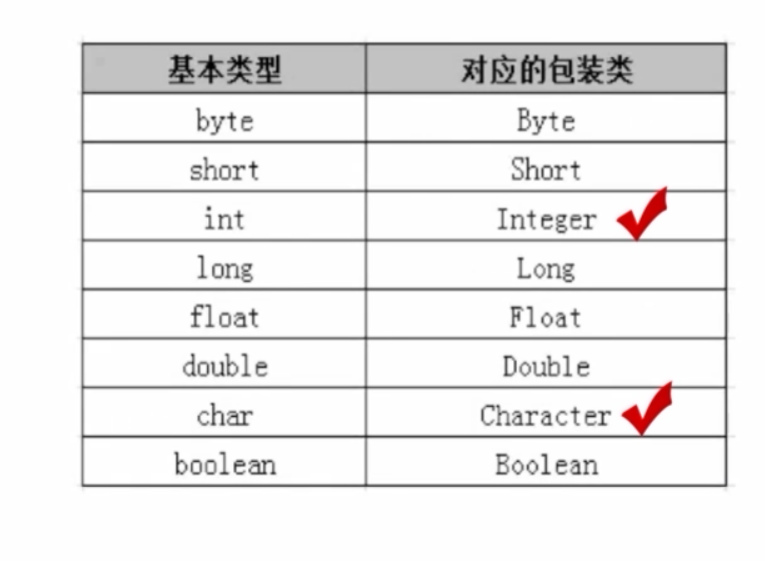 基本类型 对应的包装类
byte Byte
short Short
int Integer
long Long
float Float
double Double
char Character
boolean Boolean